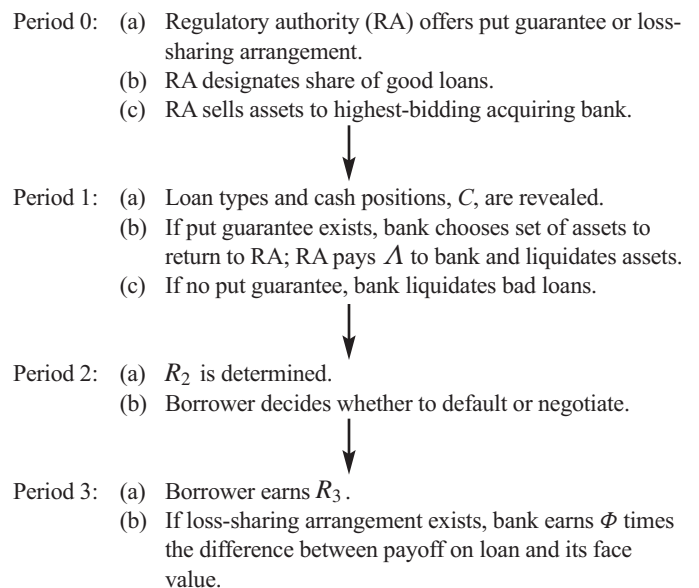 Period 0: (a) Regulatory authority (RA) offers put guarantee or loss-
sharing arrangement.
(b) RA designates share of good loans.
(c) RA sells assets to highest-bidding acquiring bank.
Period 1: (a) Loan types and cash positions, C, are revealed.
(b) If put guarantee exists, bank chooses set of assets to
return to RA; RA pays Λ to bank and liquidates assets.
(c) If no put guarantee, bank liquidates bad loans.
Period 2: (a) R₂ is determined.
(b) Borrower decides whether to default or negotiate.
Period 3: (a) Borrower earns R₃.
(b) If loss-sharing arrangement exists, bank earns Φ times
the difference between payoff on loan and its face
value.